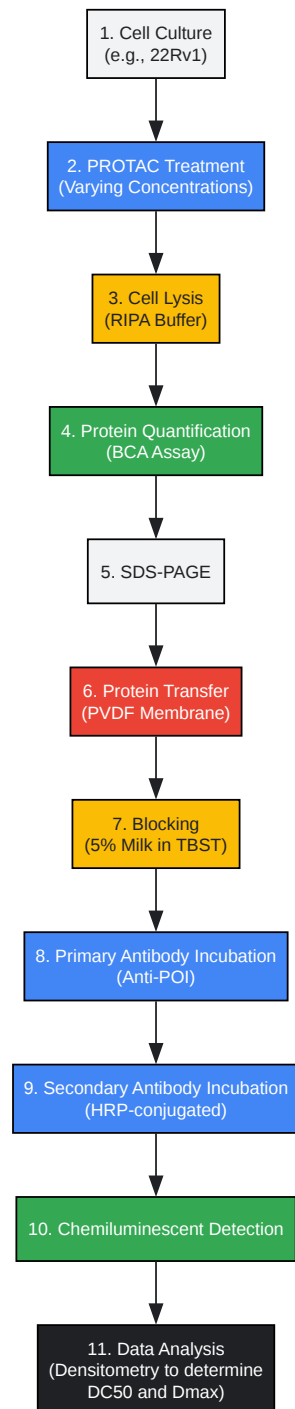 1. Cell Culture
(e.g., 22Rv1)
2. PROTAC Treatment
(Varying Concentrations)
3. Cell Lysis
(RIPA Buffer)
4. Protein Quantification
(BCA Assay)
5. SDS-PAGE
6. Protein Transfer
(PVDF Membrane)
7. Blocking
(5% Milk in TBST)
8. Primary Antibody Incubation
(Anti-POI)
9. Secondary Antibody Incubation
(HRP-conjugated)
10. Chemiluminescent Detection
11. Data Analysis
(Densitometry to determine
DC50 and Dmax)